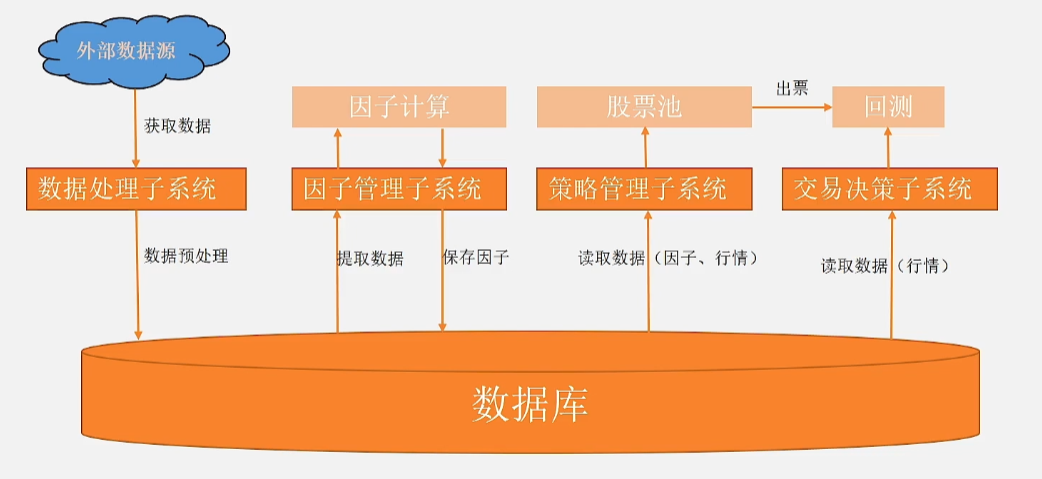 外部数据源
获取数据
因子计算
股票池
出票
回测
数据处理子系统
因子管理子系统
策略管理子系统
交易决策子系统
数据预处理
提取数据
保存因子
读取数据（因子、行情）
读取数据（行情）
数据库